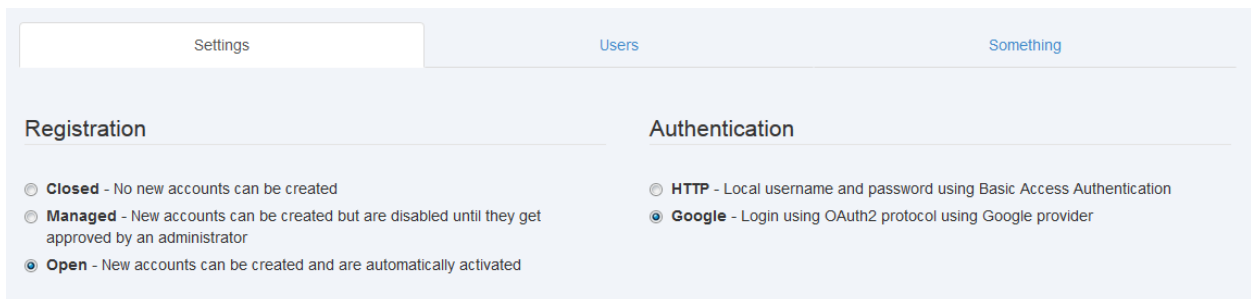 Settings
Users
Something
Registration
Closed - No new accounts can be created
Managed - New accounts can be created but are disabled until they get
approved by an administrator
Open - New accounts can be created and are automatically activated
Authentication
HTTP - Local username and password using Basic Access Authentication
Google - Login using OAuth2 protocol using Google provider